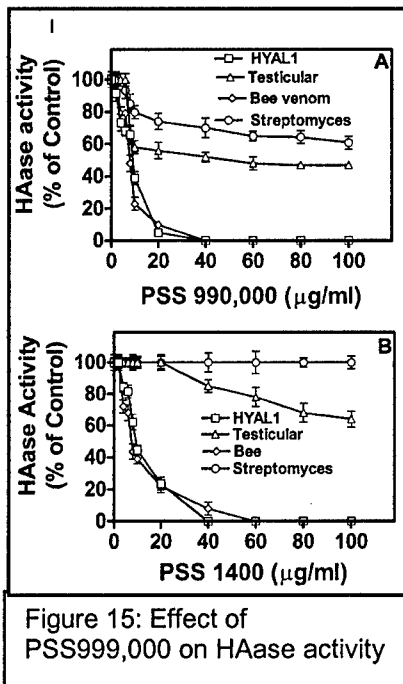 A
HYAL1
Testicular
Bee venom
Streptomyces
HAase activity
(% of Control)
100
80
60
40
20
0
0 20 40 60 80 100
PSS 990,000 (µg/ml)
B
HAase Activity
(% of Control)
100
80
60
40
20
0
HYAL1
Testicular
Bee
Streptomyces
0 20 40 60 80 100
PSS 1400 (µg/ml)
Figure 15: Effect of
PSS999,000 on HAase activity